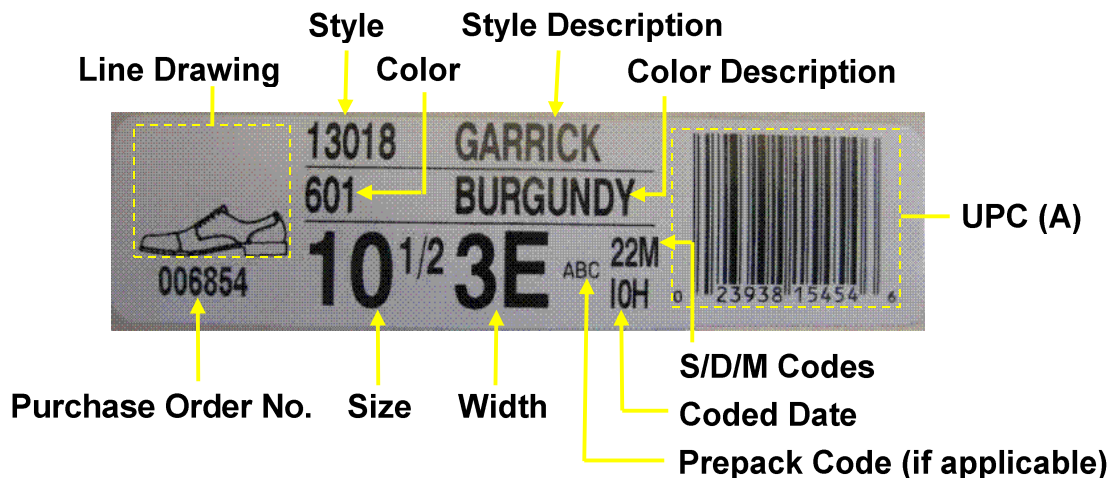 Style Style Description
Line Drawing Color Color Description
13018 GARRICK
601 BURGUNDY
UPC (A)
10 1/2 3E ABC 22M
006854 10H 0 23938 15454 6
S/D/M Codes
Purchase Order No. Size Width Coded Date
Prepack Code (if applicable)